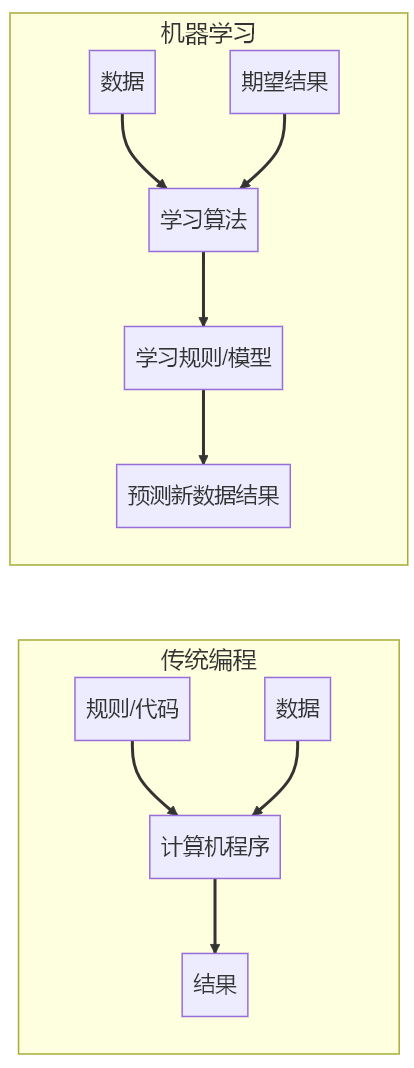 机器学习
数据
期望结果
学习算法
学习规则/模型
预测新数据结果
传统编程
规则/代码
数据
计算机程序
结果